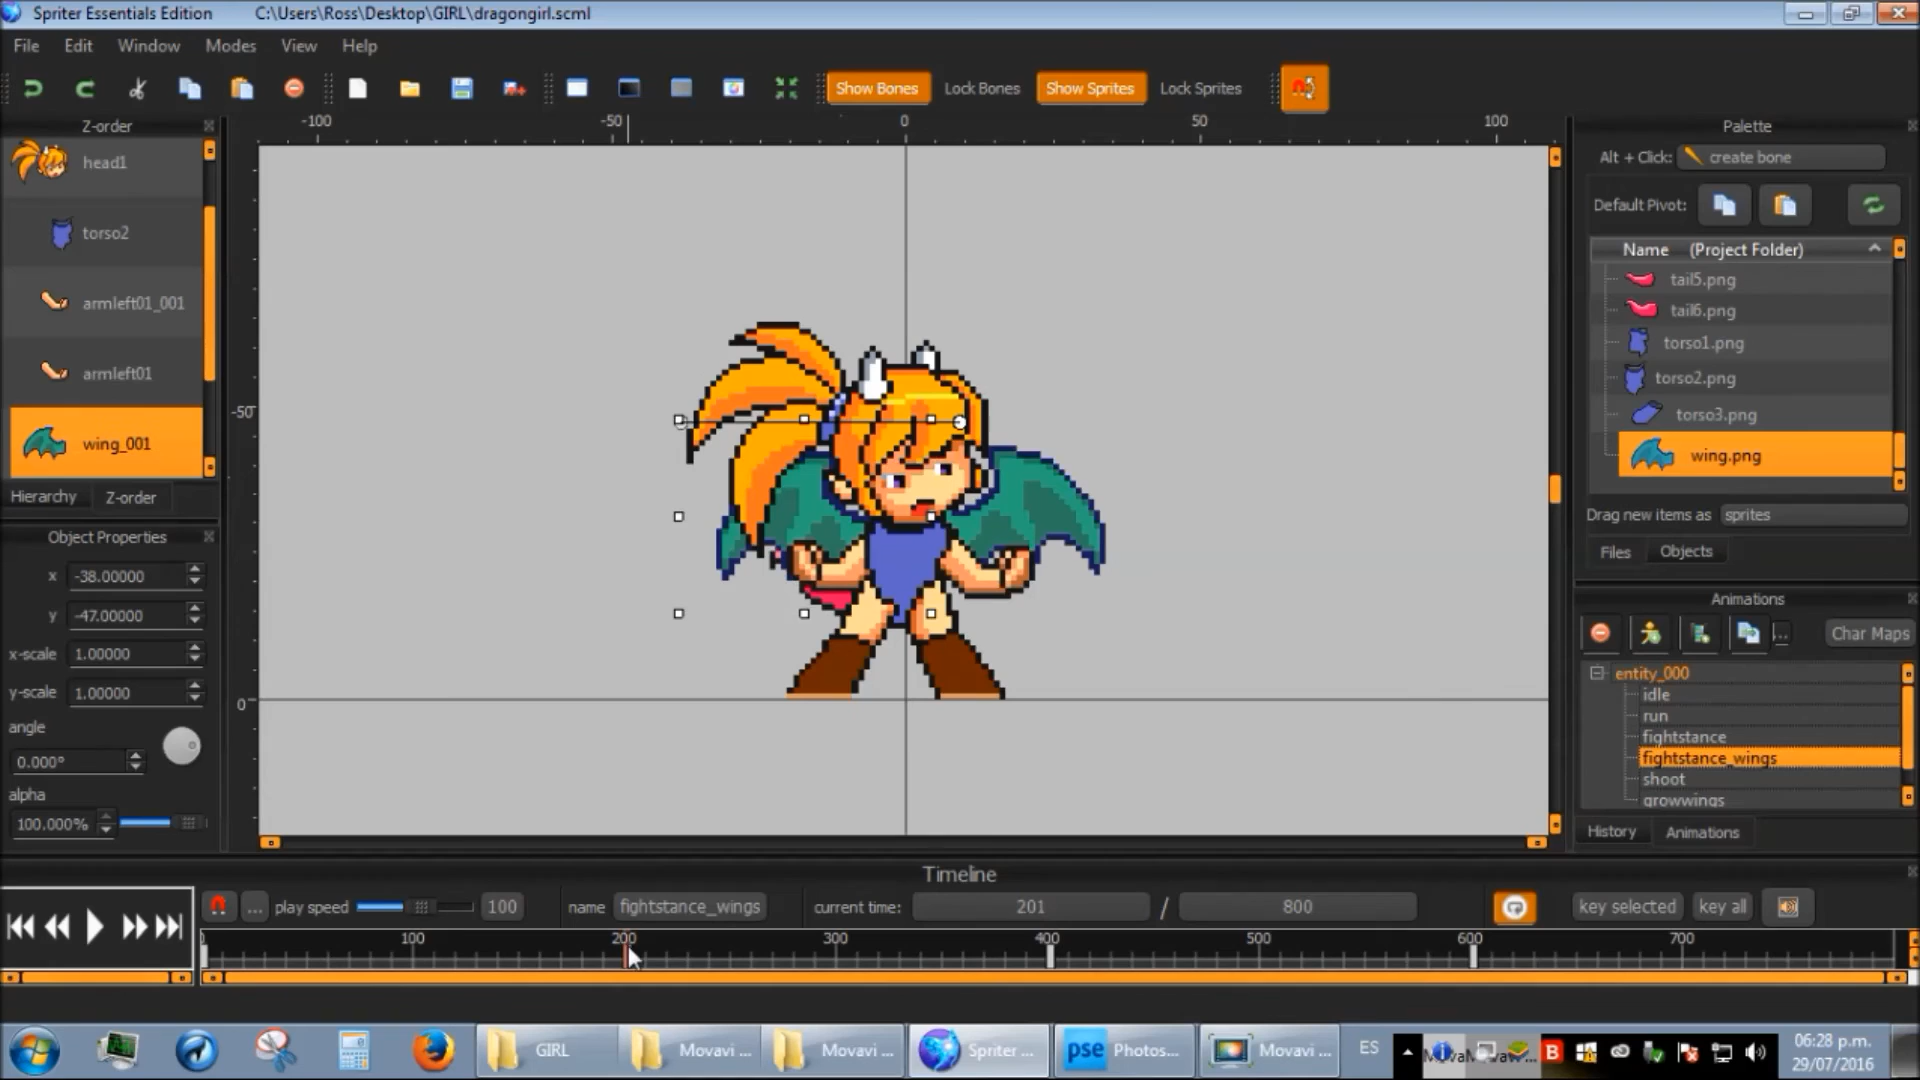 Spriter Essentials Edition C:\Users\Ross\Desktop\GIRL\dragongirl.scml
File Edit Window Modes View Help
Show Bones Lock Bones Show Sprites Lock Sprites
Z-order
head1
torso2
armleft01_001
armleft01
wing_001
Hierarchy Z-order
Object Properties
x -38.00000
y -47.00000
x-scale 1.00000
y-scale 1.00000
angle
0.000°
alpha
100.000%
-100 -50 0 50 100
-50
0
Palette
Alt + Click: create bone
Default Pivot:
Name (Project Folder)
tail5.png
tail6.png
torso1.png
torso2.png
torso3.png
wing.png
Drag new items as sprites
Files Objects
Animations
... Char Maps
entity_000
idle
run
fightstance
fightstance_wings
shoot
growwings
History Animations
Timeline
... play speed 100 name fightstance_wings current time: 201 / 800 key selected key all
100 200 300 400 500 600 700
GIRL Movavi ... Movavi ... Spriter ... pse Photos... Movavi ... ES
06:28 p.m.
29/07/2016